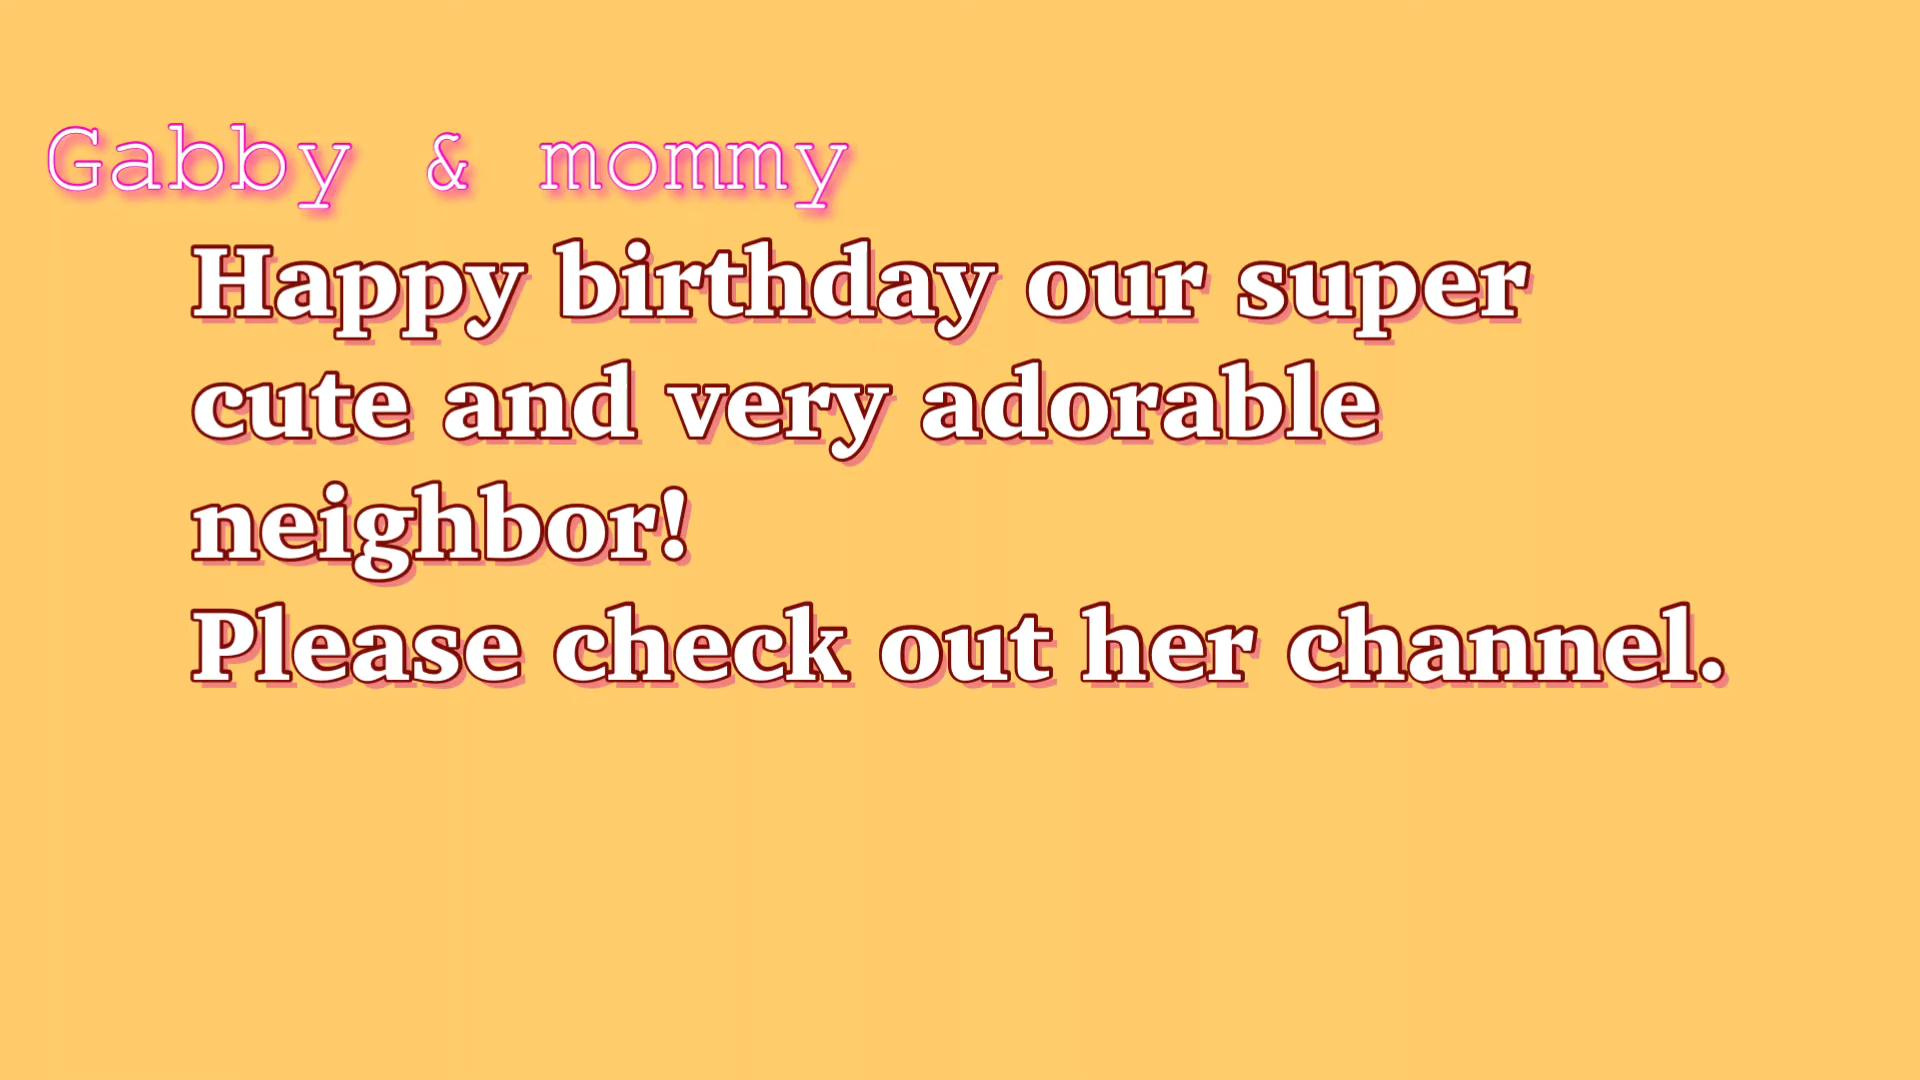 Gabby & mommy
Happy birthday our super
cute and very adorable
neighbor!
Please check out her channel.